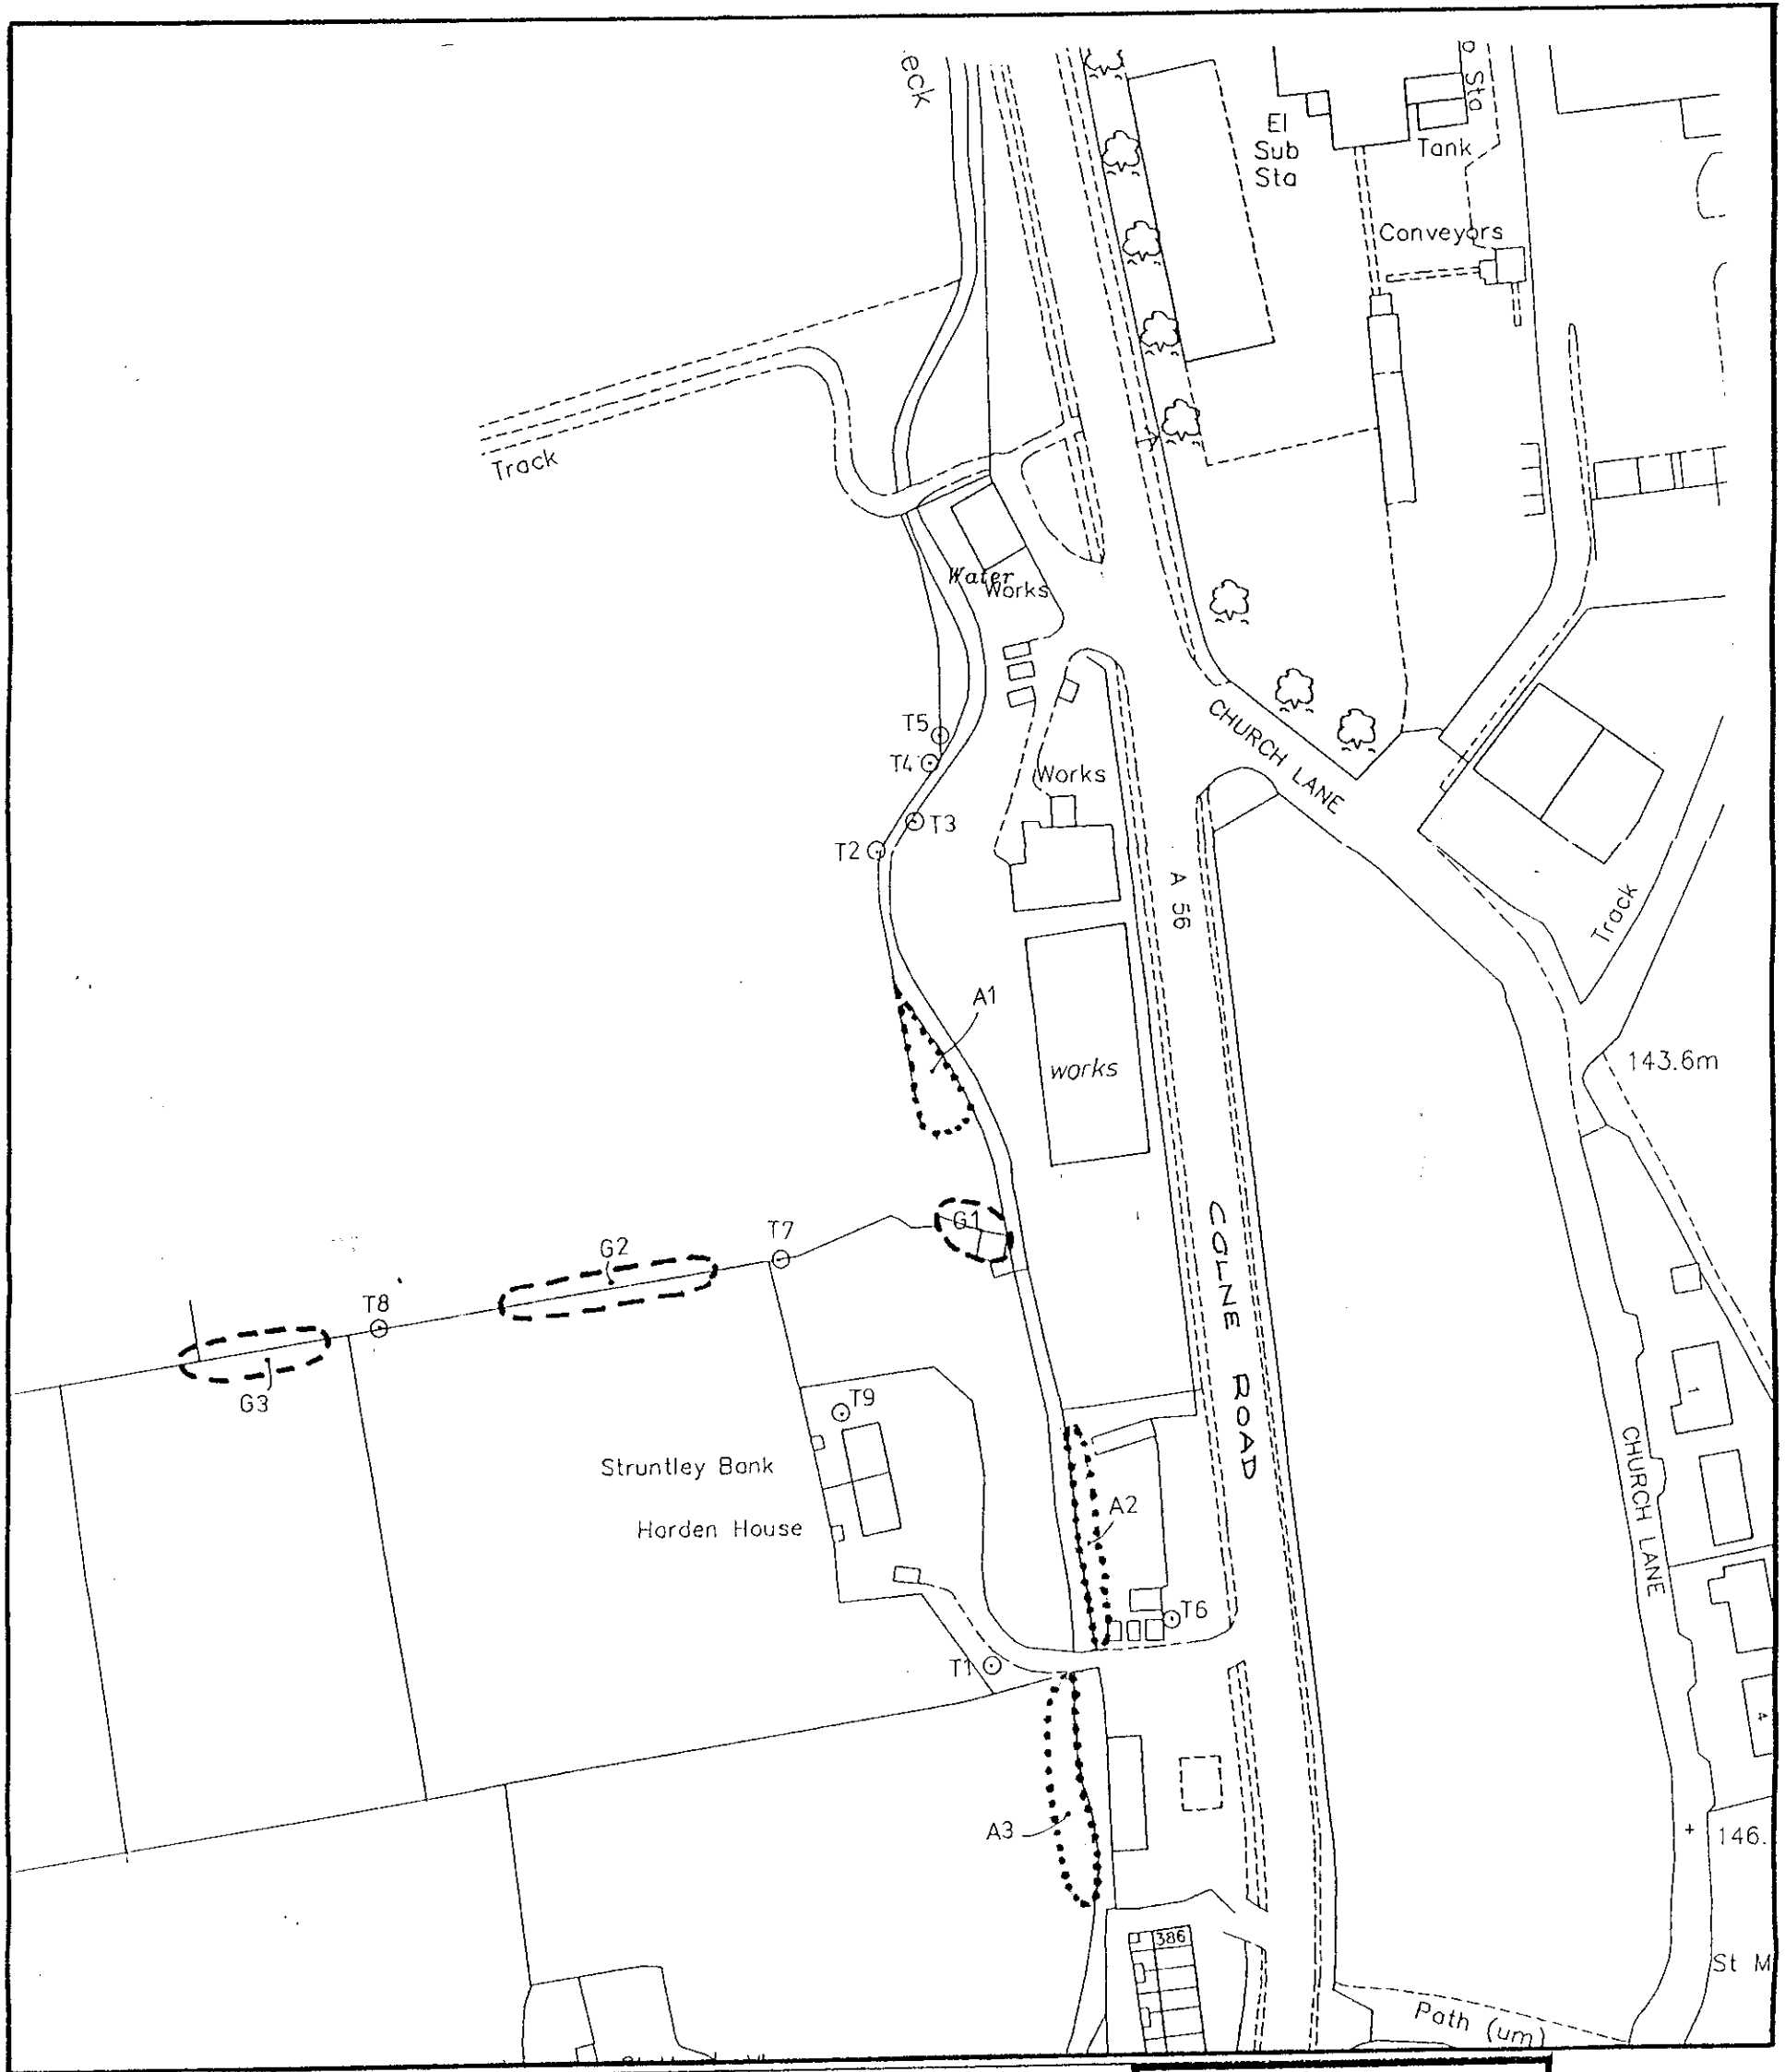 eck
Sta
El
Sub
Sta
Tank
Conveyors
Track
Water
Works
T5
T4
Works
CHURCH LANE
T3
T2
A 56
Track
A1
143.6m
works
G1
COLNE ROAD
T7
G2
T8
G3
T9
1
Struntley Bank
CHURCH LANE
A2
Harden House
T6
T1
4
A3
+ 146.
386
St M
Path (um)